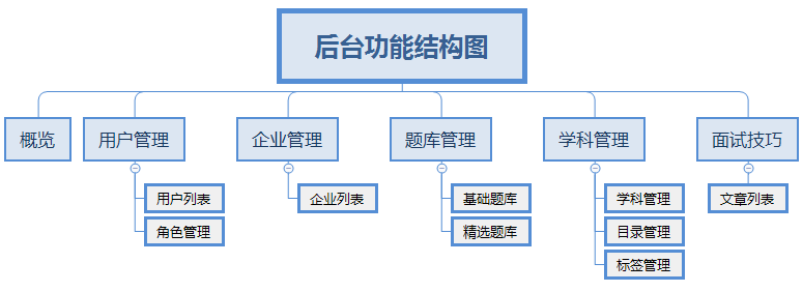 后台功能结构图
概览
用户管理
企业管理
题库管理
学科管理
面试技巧
用户列表
角色管理
企业列表
基础题库
精选题库
学科管理
目录管理
标签管理
文章列表